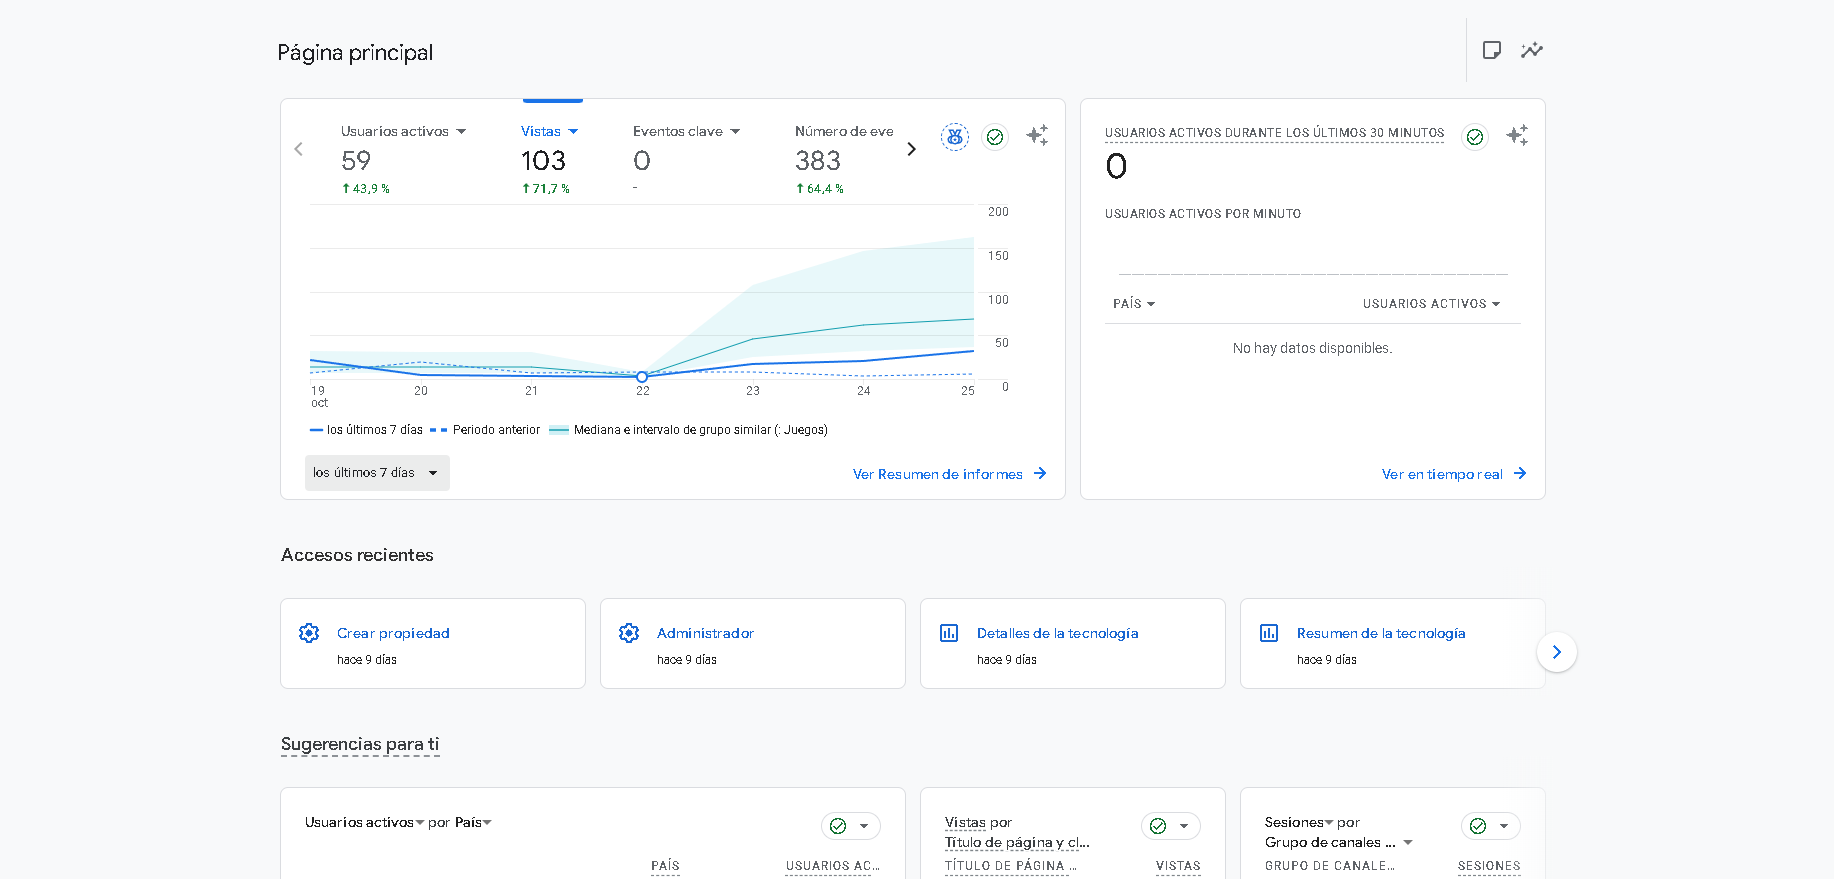 Página principal
Usuarios activos
59
43,9 %
Vistas
103
71,7 %
Eventos clave
0
-
Número de eve
383
64,4 %
200
150
100
50
0
19
oct
20
21
22
23
24
25
los últimos 7 días
Periodo anterior
Mediana e intervalo de grupo similar (: Juegos)
los últimos 7 días
Ver Resumen de informes
USUARIOS ACTIVOS DURANTE LOS ÚLTIMOS 30 MINUTOS
0
USUARIOS ACTIVOS POR MINUTO
PAÍS
USUARIOS ACTIVOS
No hay datos disponibles.
Ver en tiempo real
Accesos recientes
Crear propiedad
hace 9 días
Administrador
hace 9 días
Detalles de la tecnología
hace 9 días
Resumen de la tecnología
hace 9 días
Sugerencias para ti
Usuarios activos por País
PAÍS
USUARIOS AC…
Vistas por
Título de página y cl…
TÍTULO DE PÁGINA …
VISTAS
Sesiones por
Grupo de canales …
GRUPO DE CANALE…
SESIONES